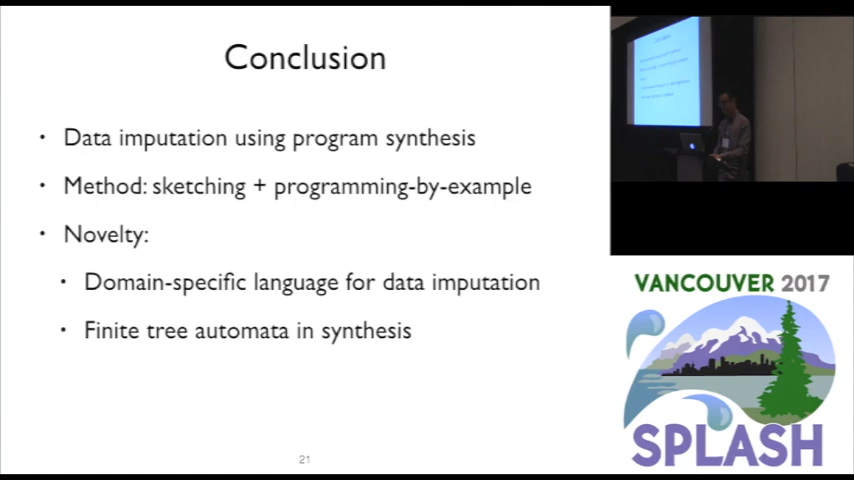 Conclusion
• Data imputation using program synthesis
• Method: sketching + programming-by-example
• Novelty:
• Domain-specific language for data imputation
• Finite tree automata in synthesis
21
VANCOUVER 2017
SPLASH